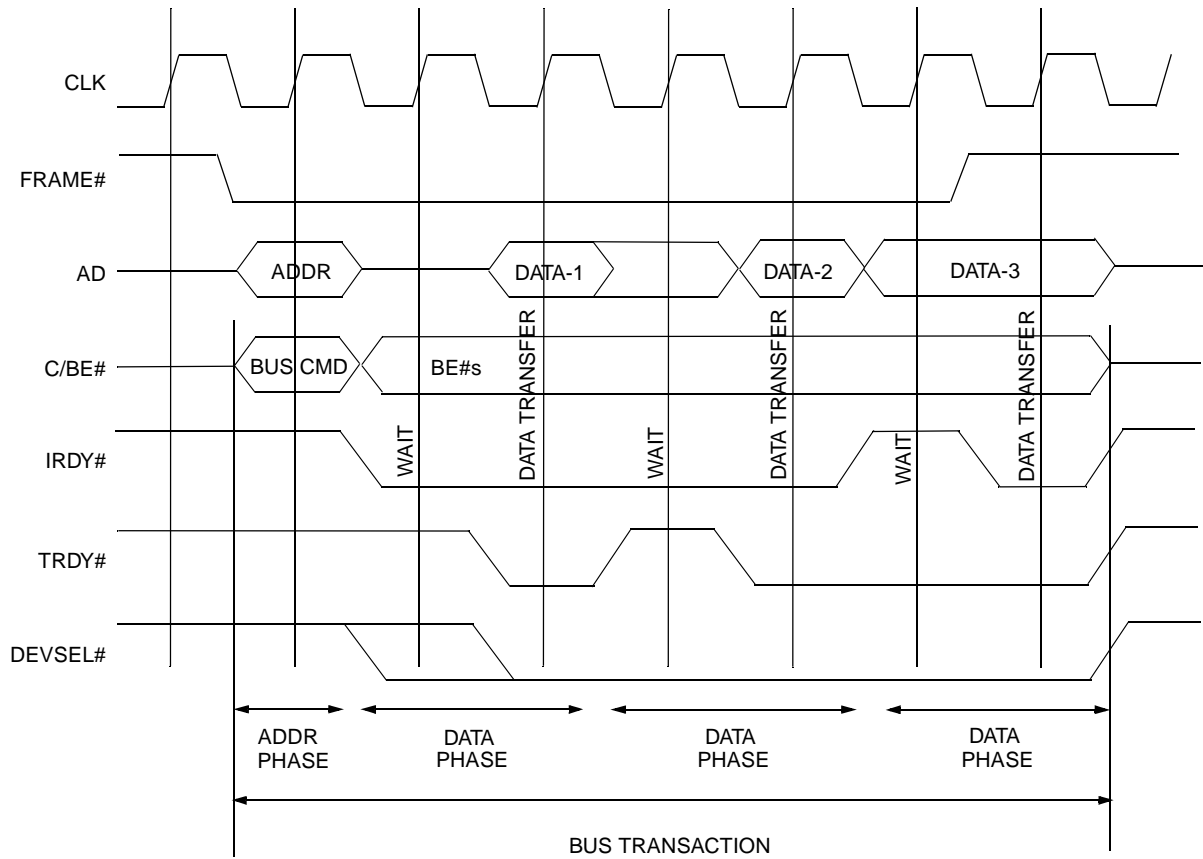 CLK
FRAME#
AD
ADDR
DATA-1
DATA-2
DATA-3
C/BE#
BUS CMD
BE#s
DATA TRANSFER
DATA TRANSFER
DATA TRANSFER
IRDY#
WAIT
WAIT
WAIT
TRDY#
DEVSEL#
ADDR
PHASE
DATA
PHASE
DATA
PHASE
DATA
PHASE
BUS TRANSACTION